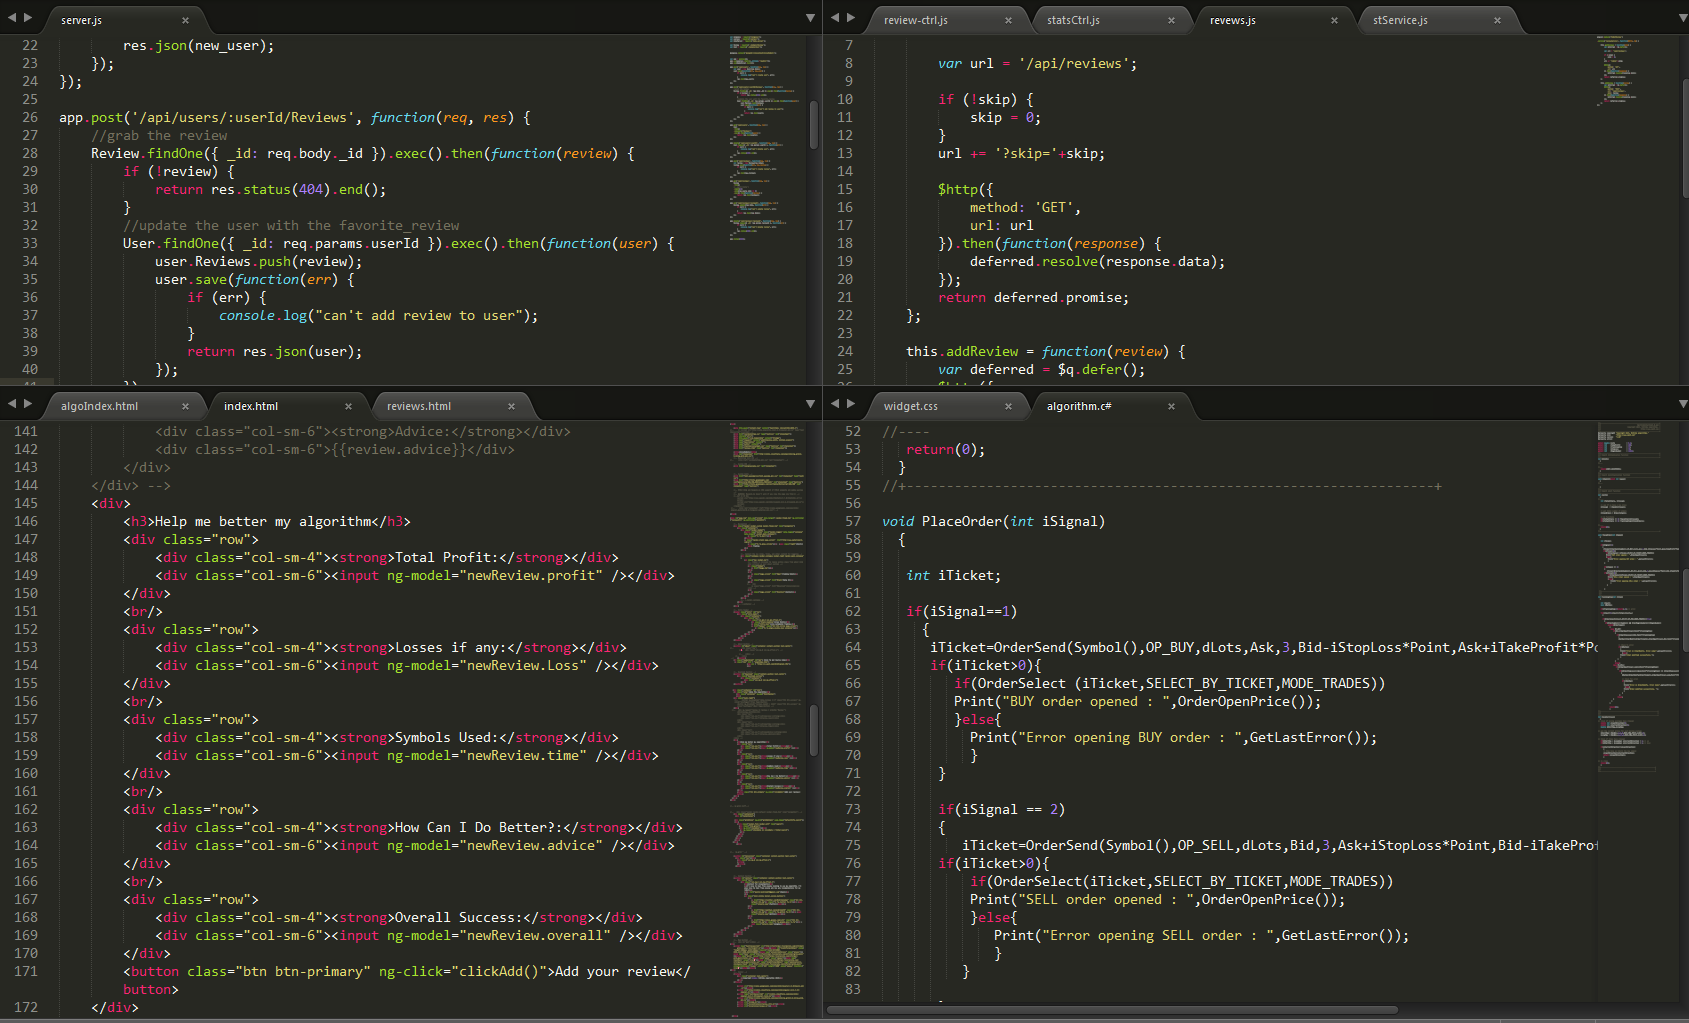 server.js ×
22 res.json(new_user);
23 });
24 });
25
26 app.post('/api/users/:userId/Reviews', function(req, res) {
27 //grab the review
28 Review.findOne({ _id: req.body._id }).exec().then(function(review) {
29 if (!review) {
30 return res.status(404).end();
31 }
32 //update the user with the favorite_review
33 User.findOne({ _id: req.params.userId }).exec().then(function(user) {
34 user.Reviews.push(review);
35 user.save(function(err) {
36 if (err) {
37 console.log("can't add review to user");
38 }
39 return res.json(user);
40 });
review-ctrl.js × statsCtrl.js × revews.js × stService.js ×
7
8 var url = '/api/reviews';
9
10 if (!skip) {
11 skip = 0;
12 }
13 url += '?skip='+skip;
14
15 $http({
16 method: 'GET',
17 url: url
18 }).then(function(response) {
19 deferred.resolve(response.data);
20 });
21 return deferred.promise;
22 };
23
24 this.addReview = function(review) {
25 var deferred = $q.defer();
26 $http({
algoIndex.html × index.html × reviews.html ×
141 <div class="col-sm-6"><strong>Advice:</strong></div>
142 <div class="col-sm-6">{{review.advice}}</div>
143 </div>
144 </div> -->
145 <div>
146 <h3>Help me better my algorithm</h3>
147 <div class="row">
148 <div class="col-sm-4"><strong>Total Profit:</strong></div>
149 <div class="col-sm-6"><input ng-model="newReview.profit" /></div>
150 </div>
151 <br/>
152 <div class="row">
153 <div class="col-sm-4"><strong>Losses if any:</strong></div>
154 <div class="col-sm-6"><input ng-model="newReview.Loss" /></div>
155 </div>
156 <br/>
157 <div class="row">
158 <div class="col-sm-4"><strong>Symbols Used:</strong></div>
159 <div class="col-sm-6"><input ng-model="newReview.time" /></div>
160 </div>
161 <br/>
162 <div class="row">
163 <div class="col-sm-4"><strong>How Can I Do Better?:</strong></div>
164 <div class="col-sm-6"><input ng-model="newReview.advice" /></div>
165 </div>
166 <br/>
167 <div class="row">
168 <div class="col-sm-4"><strong>Overall Success:</strong></div>
169 <div class="col-sm-6"><input ng-model="newReview.overall" /></div>
170 </div>
171 <button class="btn btn-primary" ng-click="clickAdd()">Add your review</
button>
172 </div>
widget.css × algorithm.c# ×
52 //----
53 return(0);
54 }
55 //+------------------------------------------------------------------+
56
57 void PlaceOrder(int iSignal)
58 {
59
60 int iTicket;
61
62 if(iSignal==1)
63 {
64 iTicket=OrderSend(Symbol(),OP_BUY,dLots,Ask,3,Bid-iStopLoss*Point,Ask+iTakeProfit*Po
65 if(iTicket>0){
66 if(OrderSelect (iTicket,SELECT_BY_TICKET,MODE_TRADES))
67 Print("BUY order opened : ",OrderOpenPrice());
68 }else{
69 Print("Error opening BUY order : ",GetLastError());
70 }
71 }
72
73 if(iSignal == 2)
74 {
75 iTicket=OrderSend(Symbol(),OP_SELL,dLots,Bid,3,Ask+iStopLoss*Point,Bid-iTakeProf
76 if(iTicket>0){
77 if(OrderSelect(iTicket,SELECT_BY_TICKET,MODE_TRADES))
78 Print("SELL order opened : ",OrderOpenPrice());
79 }else{
80 Print("Error opening SELL order : ",GetLastError());
81 }
82 }
83